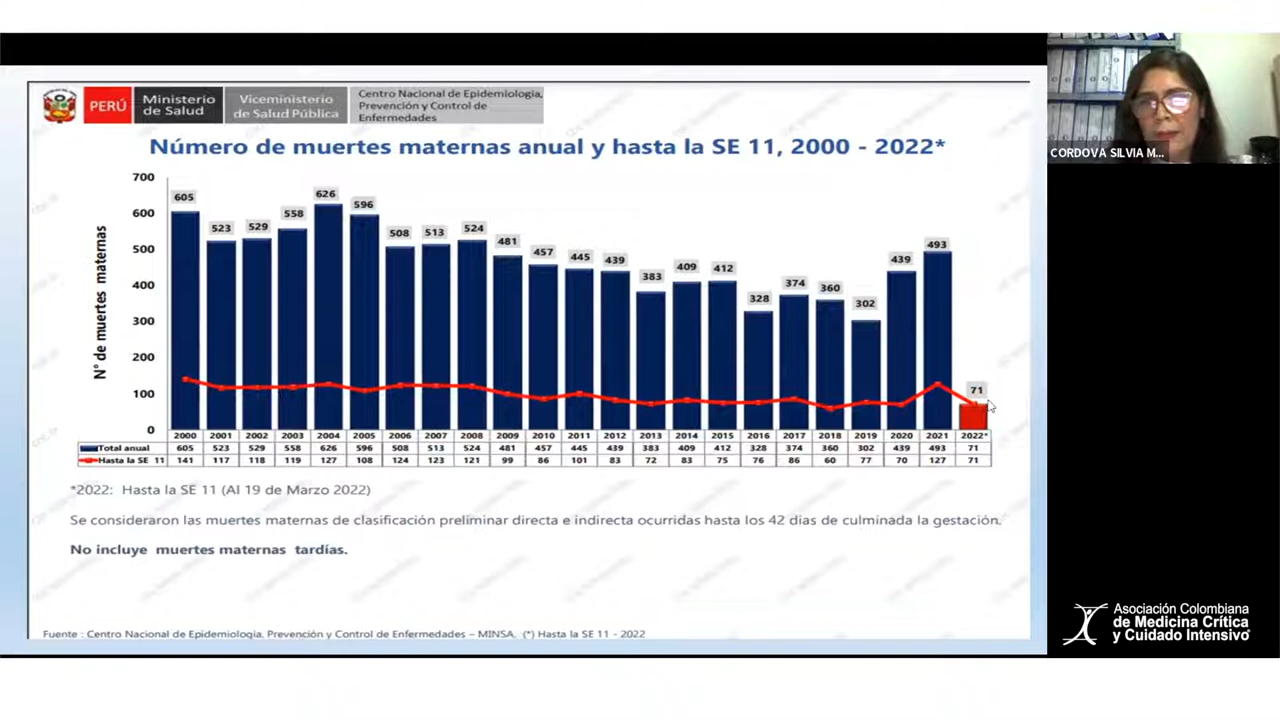 PERÚ
Ministerio
de Salud
Viceministerio
de Salud Pública
Centro Nacional de Epidemiología,
Prevención y Control de
Enfermedades
CORDOVA SILVIA M...
Número de muertes maternas anual y hasta la SE 11, 2000 - 2022*
N° de muertes maternas
700
600
500
400
300
200
100
0
605 523 529 558 626 596 508 513 524 481 457 445 439 383 409 412 328 374 360 302 439 493 71
2000 2001 2002 2003 2004 2005 2006 2007 2008 2009 2010 2011 2012 2013 2014 2015 2016 2017 2018 2019 2020 2021 2022*
Total anual 605 523 529 558 626 596 508 513 524 481 457 445 439 383 409 412 328 374 360 302 439 493 71
Hasta la SE 11 141 117 118 119 127 108 124 123 121 99 86 101 83 72 83 75 76 86 60 77 70 127 71
*2022: Hasta la SE 11 (Al 19 de Marzo 2022)
Se consideraron las muertes maternas de clasificación preliminar directa e indirecta ocurridas hasta los 42 dias de culminada la gestación.
No incluye muertes maternas tardías.
Fuente : Centro Nacional de Epidemiologia, Prevención y Control de Enfermedades – MINSA. (*) Hasta la SE 11 - 2022
Asociación Colombiana
de Medicina Crítica
y Cuidado Intensivo